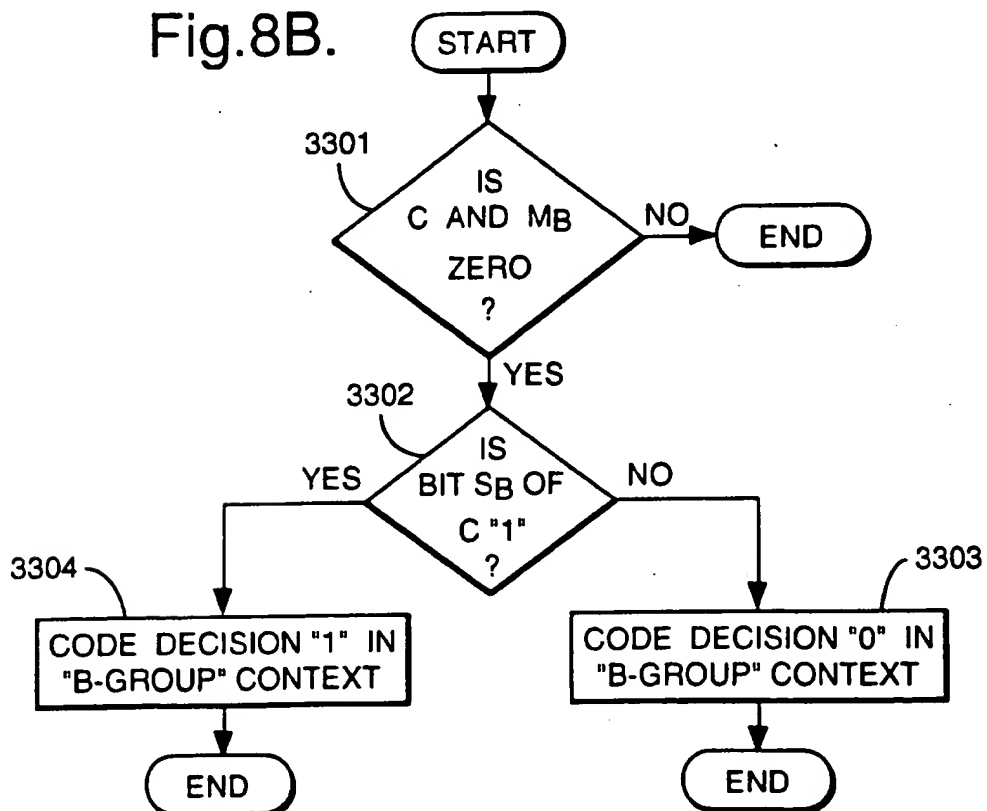 Fig.8B.
START
3301
IS
C AND MB
ZERO
?
NO
END
YES
3302
IS
BIT SB OF
C "1"
?
YES
NO
3304
3303
CODE DECISION "1" IN
"B-GROUP" CONTEXT
CODE DECISION "0" IN
"B-GROUP" CONTEXT
END
END